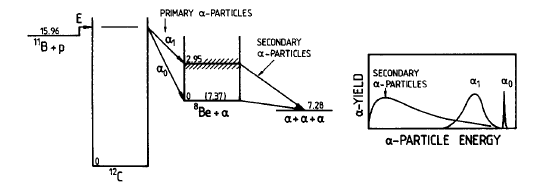 15.96
E
¹¹B + p
0
¹²C
PRIMARY α-PARTICLES
α₁
α₀
2.95
0 (7.37)
⁸Be + α
SECONDARY
α-PARTICLES
7.28
α + α + α
α-YIELD
SECONDARY
α-PARTICLES
α₁
α₀
α-PARTICLE ENERGY